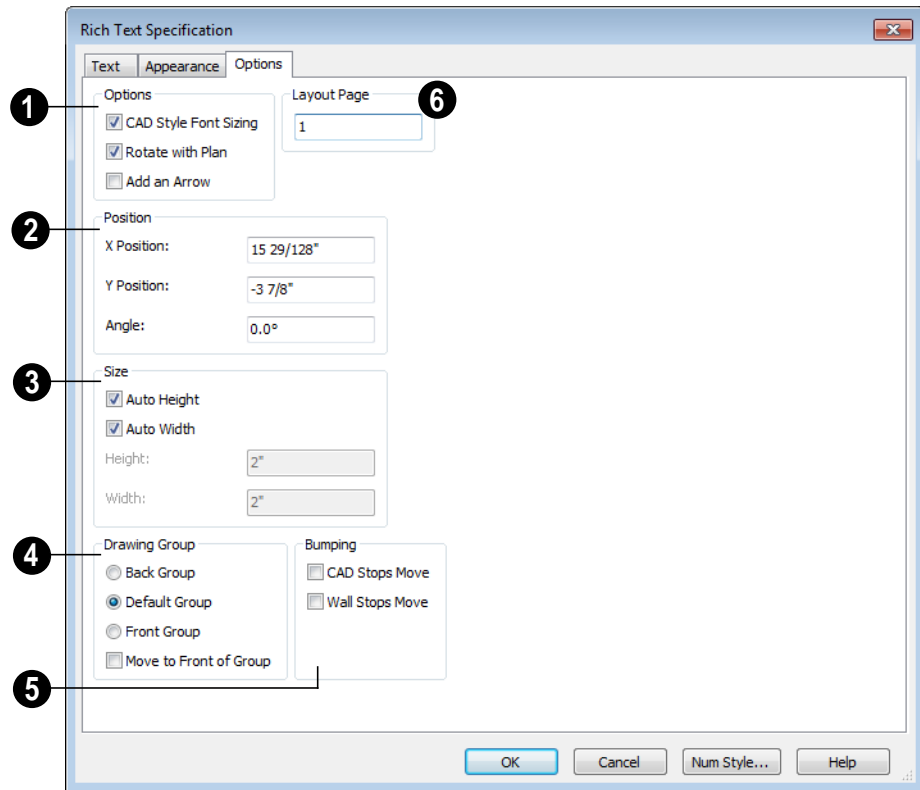 Rich Text Specification
Text Appearance Options
1 Options
CAD Style Font Sizing
Rotate with Plan
Add an Arrow
Layout Page 6
1
2 Position
X Position: 15 29/128"
Y Position: -3 7/8"
Angle: 0.0°
3 Size
Auto Height
Auto Width
Height: 2"
Width: 2"
4 Drawing Group
Back Group
Default Group
Front Group
Move to Front of Group
Bumping
CAD Stops Move
Wall Stops Move
5
OK Cancel Num Style... Help